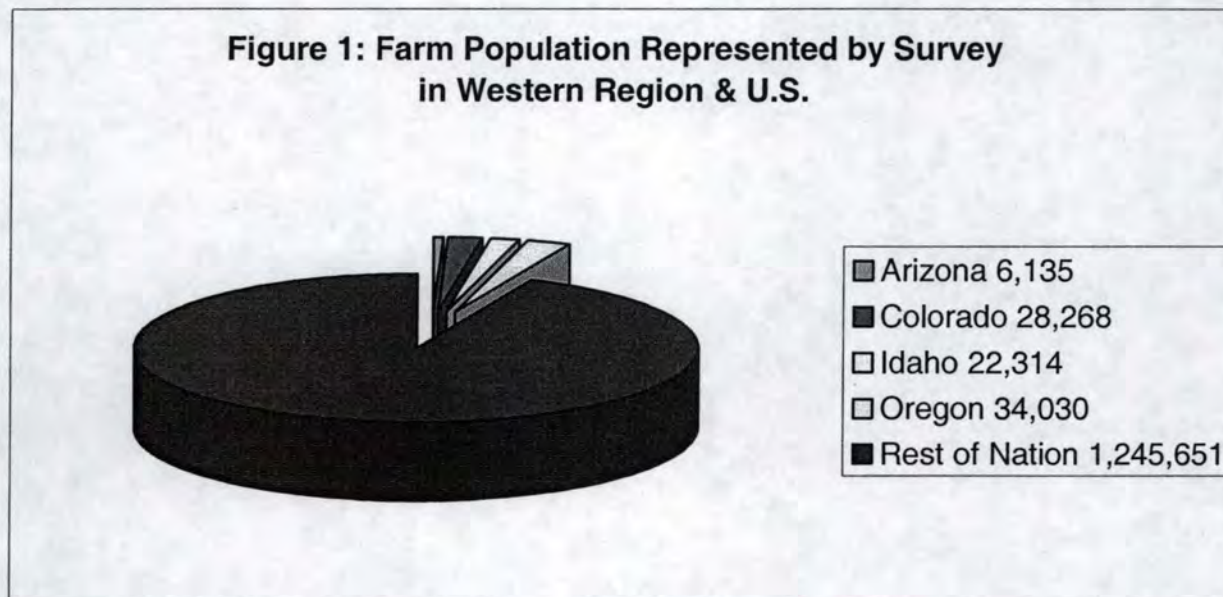 Figure 1: Farm Population Represented by Survey
in Western Region & U.S.
Arizona 6,135
Colorado 28,268
Idaho 22,314
Oregon 34,030
Rest of Nation 1,245,651